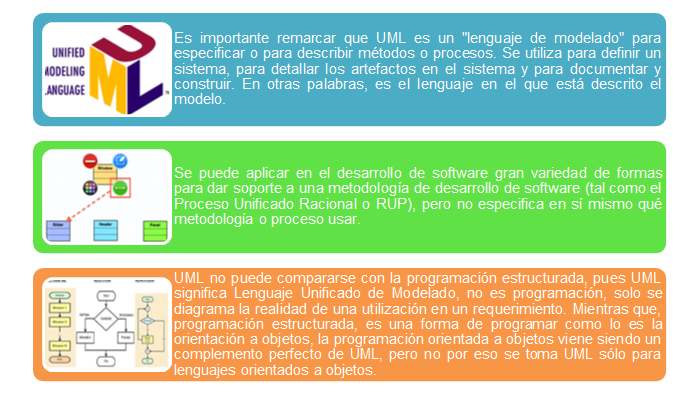 UNIFIED
MODELING
LANGUAGE
UML
Es importante remarcar que UML es un "lenguaje de modelado" para
especificar o para describir métodos o procesos. Se utiliza para definir un
sistema, para detallar los artefactos en el sistema y para documentar y
construir. En otras palabras, es el lenguaje en el que está descrito el
modelo.
Window
Header
Panel
Se puede aplicar en el desarrollo de software gran variedad de formas
para dar soporte a una metodología de desarrollo de software (tal como el
Proceso Unificado Racional o RUP), pero no especifica en sí mismo qué
metodología o proceso usar.
UML no puede compararse con la programación estructurada, pues UML
significa Lenguaje Unificado de Modelado, no es programación, solo se
diagrama la realidad de una utilización en un requerimiento. Mientras que,
programación estructurada, es una forma de programar como lo es la
orientación a objetos, la programación orientada a objetos viene siendo un
complemento perfecto de UML, pero no por eso se toma UML sólo para
lenguajes orientados a objetos.